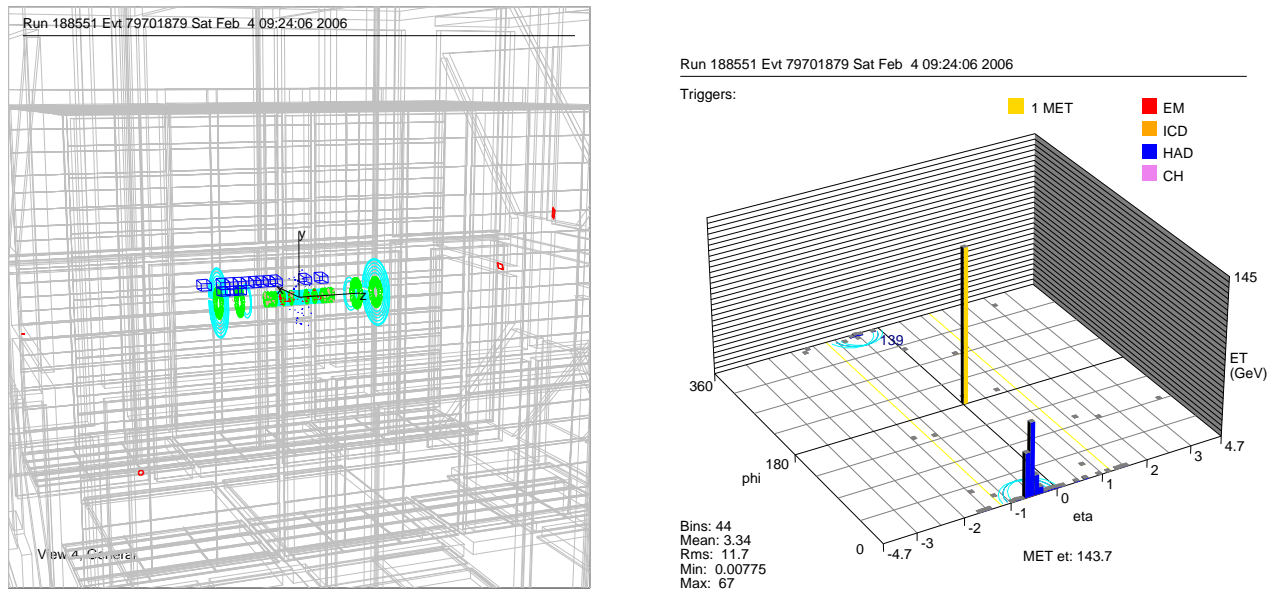 Run 188551 Evt 79701879 Sat Feb  4 09:24:06 2006
y
z
View 4, General
Run 188551 Evt 79701879 Sat Feb  4 09:24:06 2006
Triggers:
1 MET
EM
ICD
HAD
CH
139
145
ET
(GeV)
360
180
phi
0
-4.7
-3
-2
-1
0
1
2
3
4.7
eta
Bins: 44
Mean: 3.34
Rms: 11.7
Min: 0.00775
Max: 67
MET et: 143.7